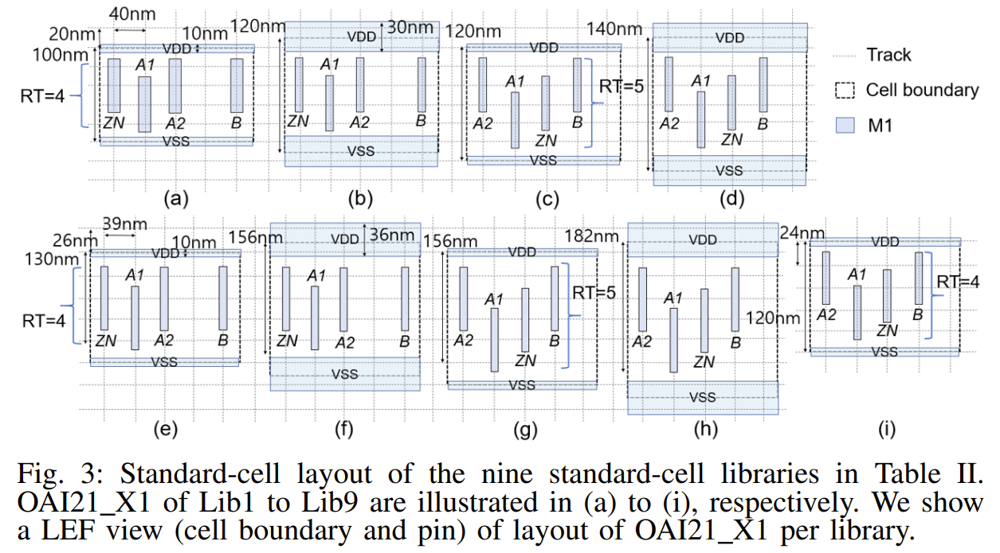 40nm
20nm
10nm
120nm
30nm
120nm
140nm
100nm
VDD
VDD
VDD
VDD
Track
A1
A1
A1
A1
Cell boundary
RT=4
RT=5
M1
ZN
A2
B
ZN
A2
B
A2
ZN
B
A2
ZN
B
VSS
VSS
VSS
VSS
(a)
(b)
(c)
(d)
39nm
26nm
10nm
156nm
36nm
156nm
182nm
24nm
130nm
VDD
VDD
VDD
VDD
VDD
A1
A1
A1
A1
A1
RT=4
RT=5
120nm
RT=4
ZN
A2
B
ZN
A2
B
A2
ZN
B
A2
ZN
B
A2
ZN
B
VSS
VSS
VSS
VSS
VSS
(e)
(f)
(g)
(h)
(i)
Fig. 3: Standard-cell layout of the nine standard-cell libraries in Table II.
OAI21_X1 of Lib1 to Lib9 are illustrated in (a) to (i), respectively. We show
a LEF view (cell boundary and pin) of layout of OAI21_X1 per library.